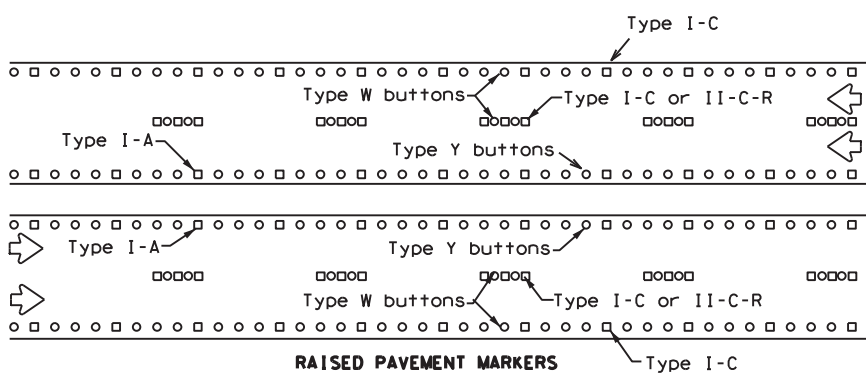 Type I-C
Type W buttons
Type I-C or II-C-R
Type I-A
Type Y buttons
Type I-A
Type Y buttons
Type W buttons
Type I-C or II-C-R
RAISED PAVEMENT MARKERS
Type I-C